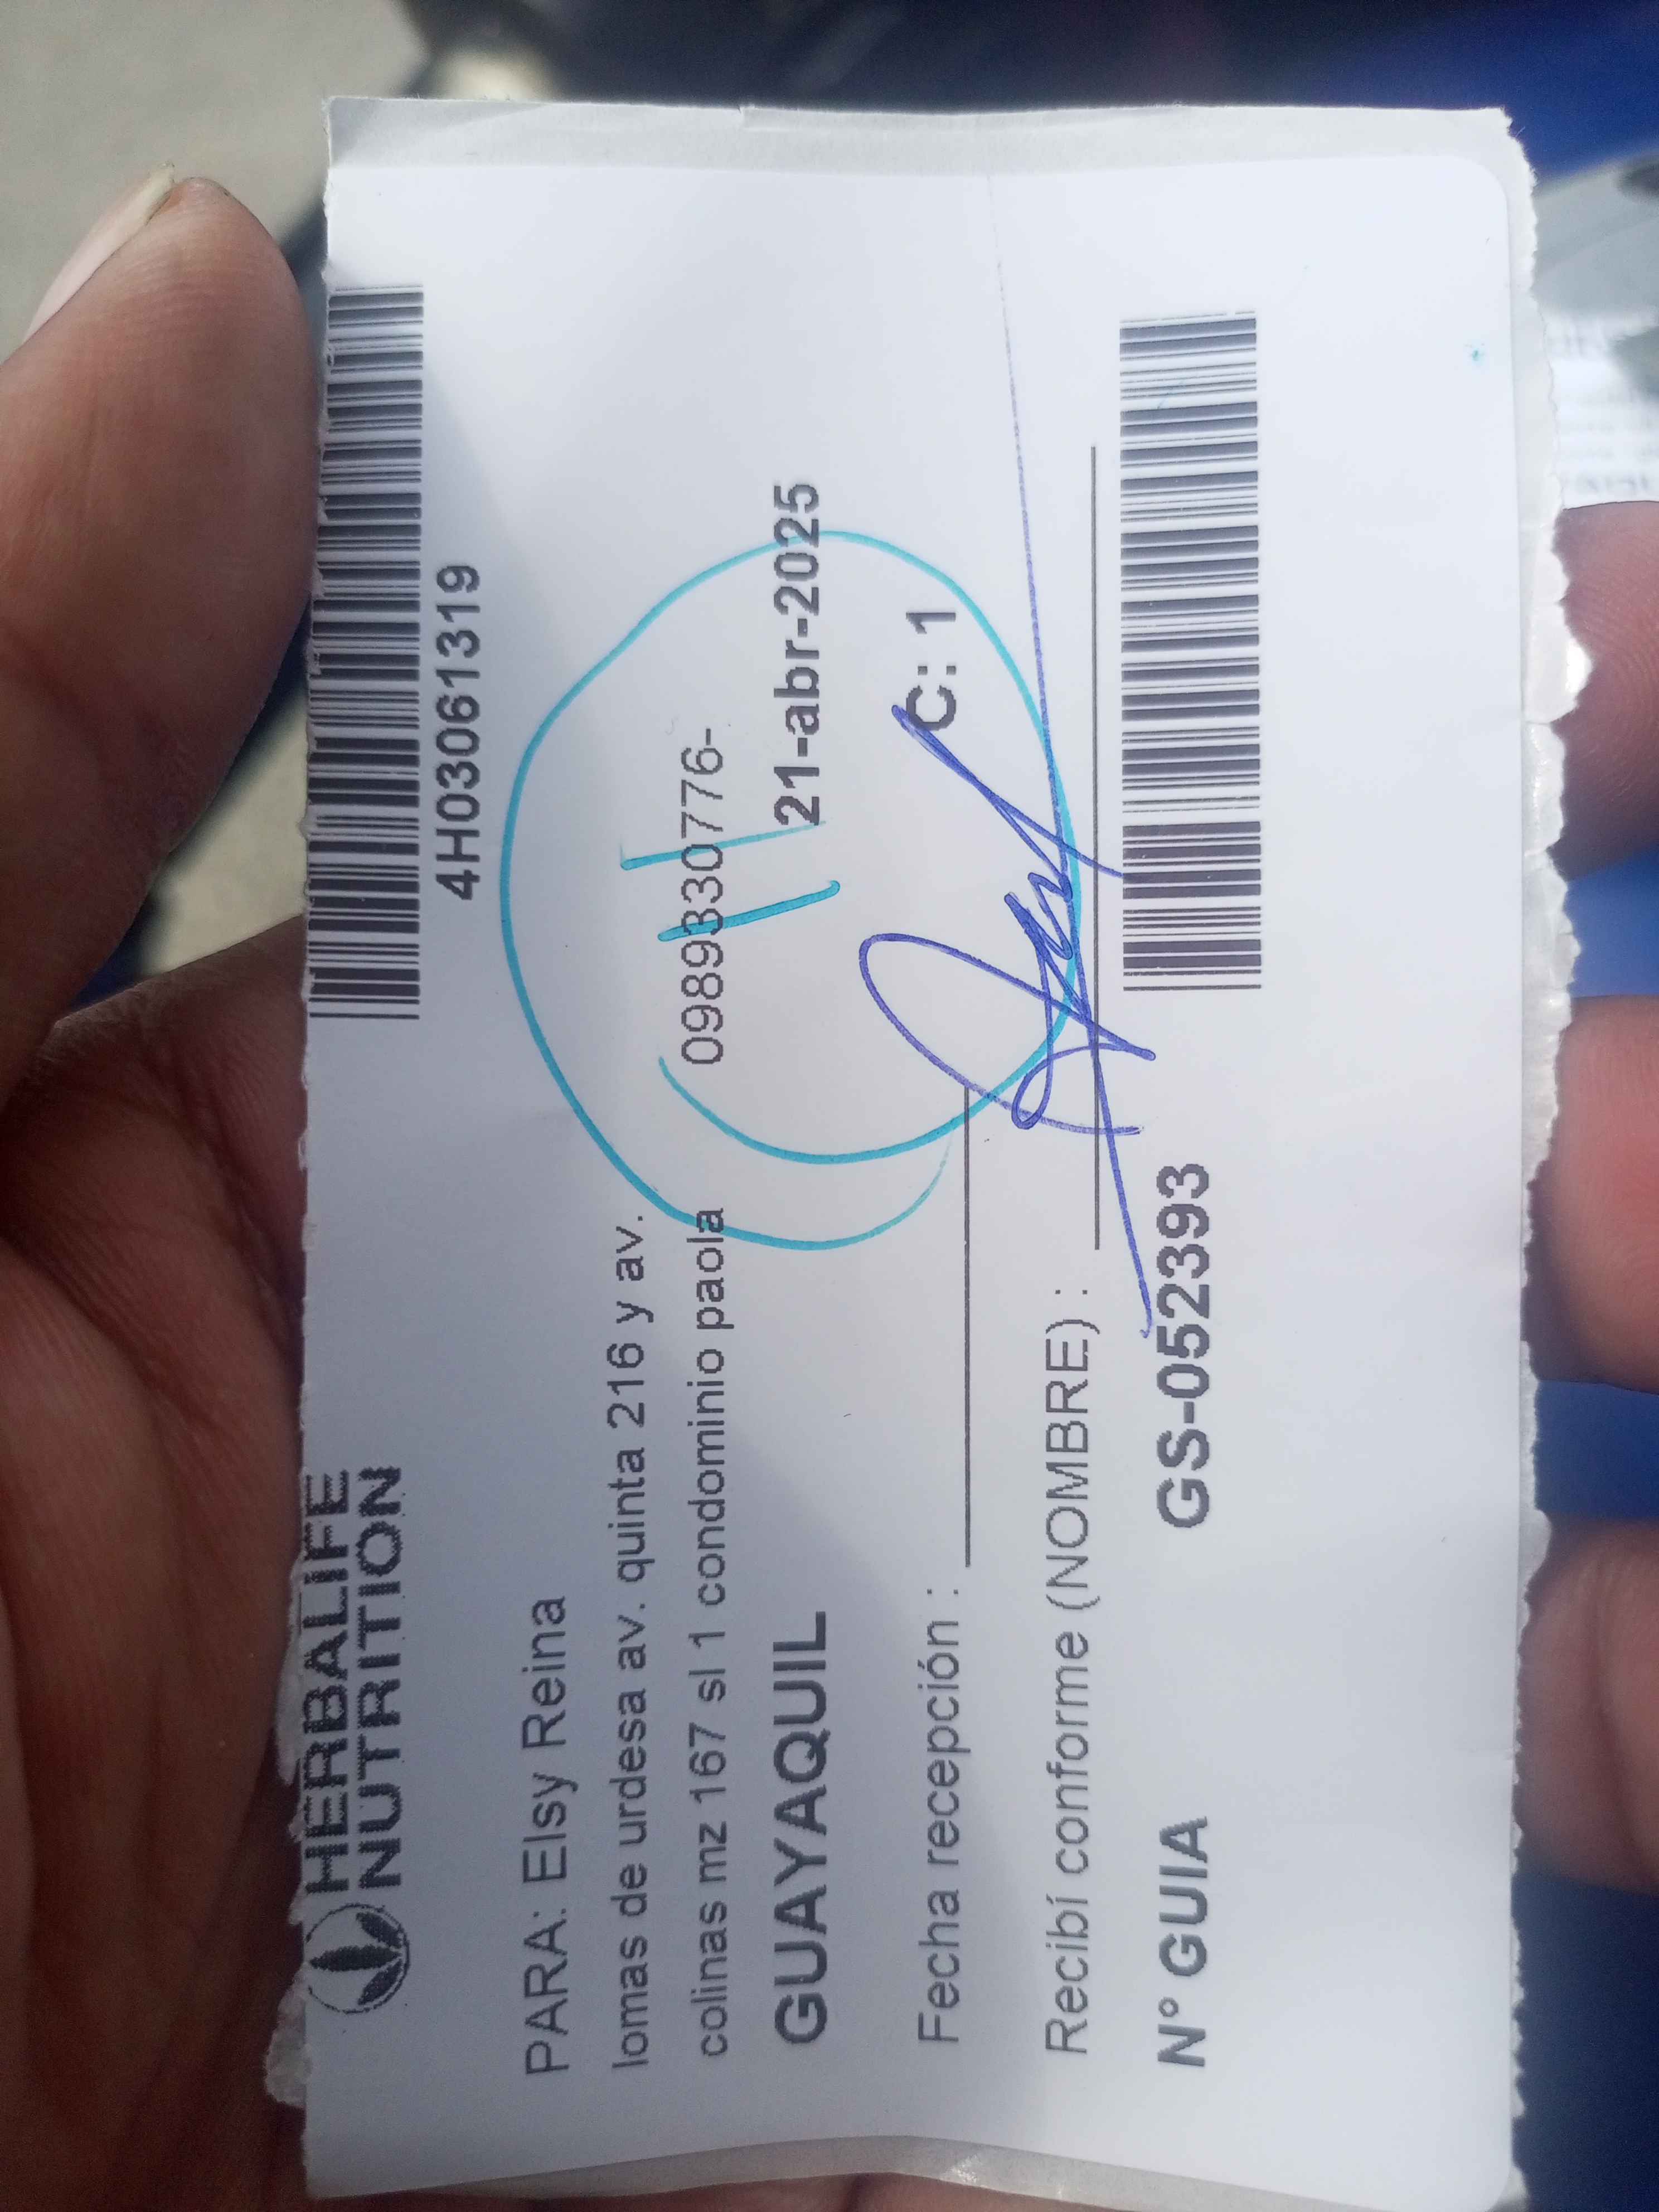 HERBALIFE
NUTRITION
4H03061319
PARA: Elsy Reina
lomas de urdesa av. quinta 216 y av.
colinas mz 167 sl 1 condominio paola
0989330776-
GUAYAQUIL
21-abr-2025
Fecha recepción :
C: 1
Recibí conforme (NOMBRE) :
N° GUIA
GS-052393